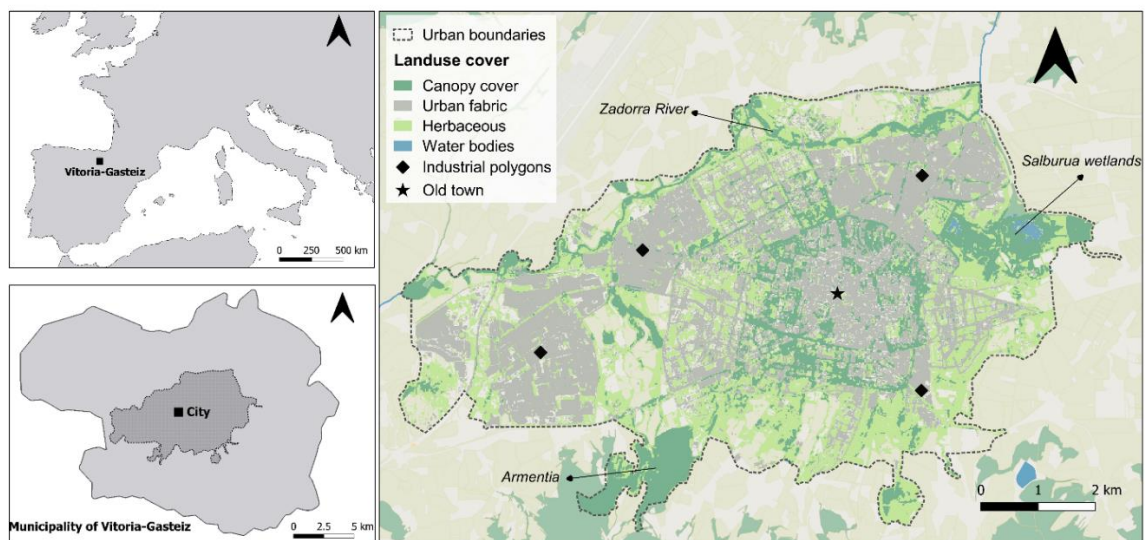 Vitoria-Gasteiz
0 250 500 km
City
Municipality of Vitoria-Gasteiz
0 2.5 5 km
Urban boundaries
Landuse cover
Canopy cover
Urban fabric
Herbaceous
Water bodies
Industrial polygons
Old town
Zadorra River
Salburua wetlands
Armentia
0 1 2 km